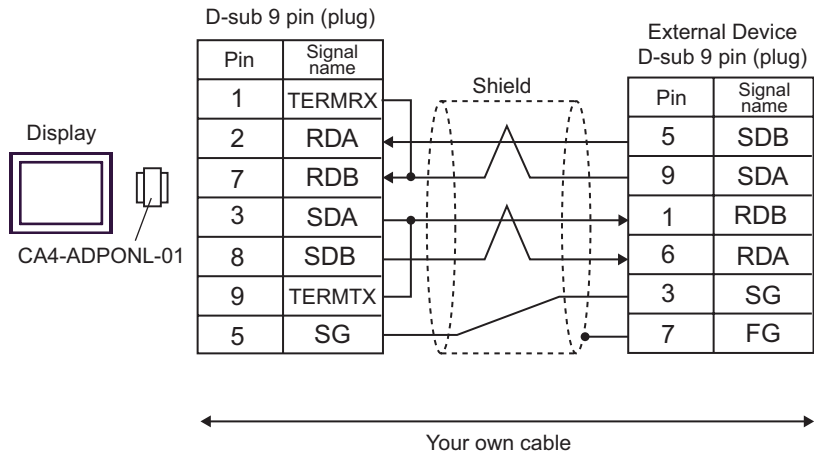 D-sub 9 pin (plug)
External Device
D-sub 9 pin (plug)
Pin Signal name
1 TERMRX
2 RDA
7 RDB
3 SDA
8 SDB
9 TERMTX
5 SG
Shield
Pin Signal name
5 SDB
9 SDA
1 RDB
6 RDA
3 SG
7 FG
Display
CA4-ADPONL-01
Your own cable